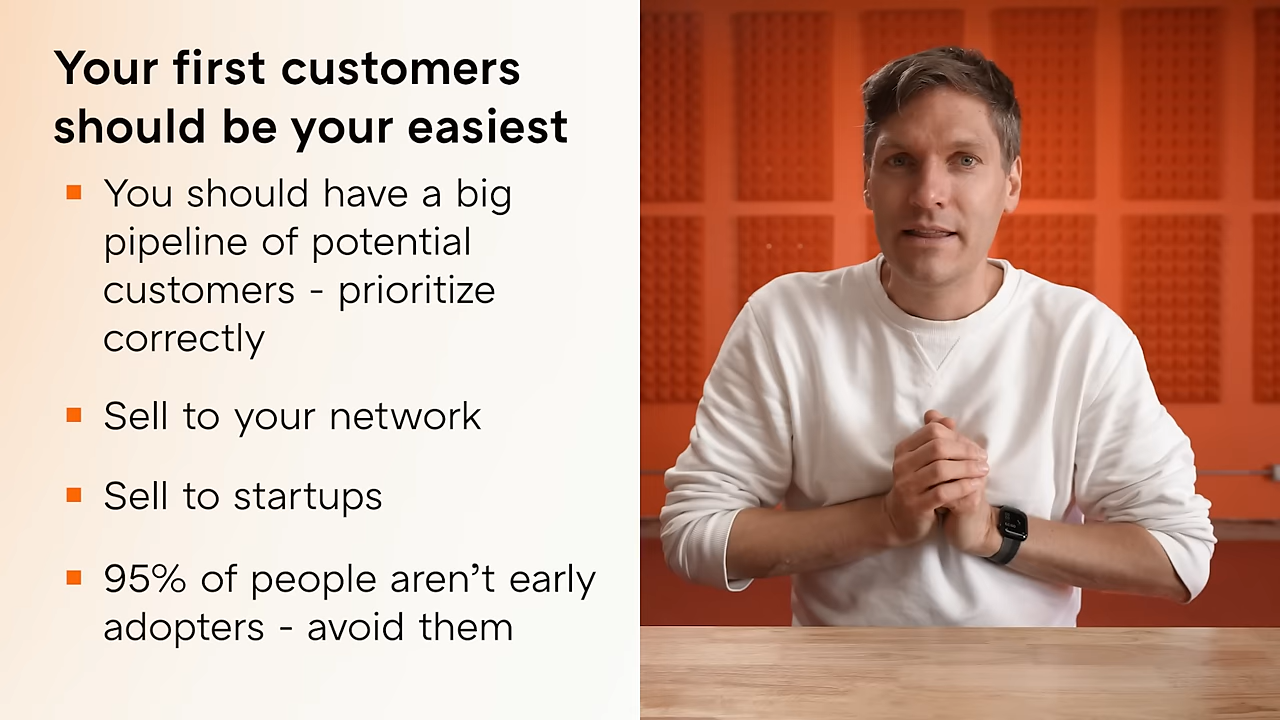 Your first customers
should be your easiest
You should have a big
pipeline of potential
customers - prioritize
correctly
Sell to your network
Sell to startups
95% of people aren't early
adopters - avoid them